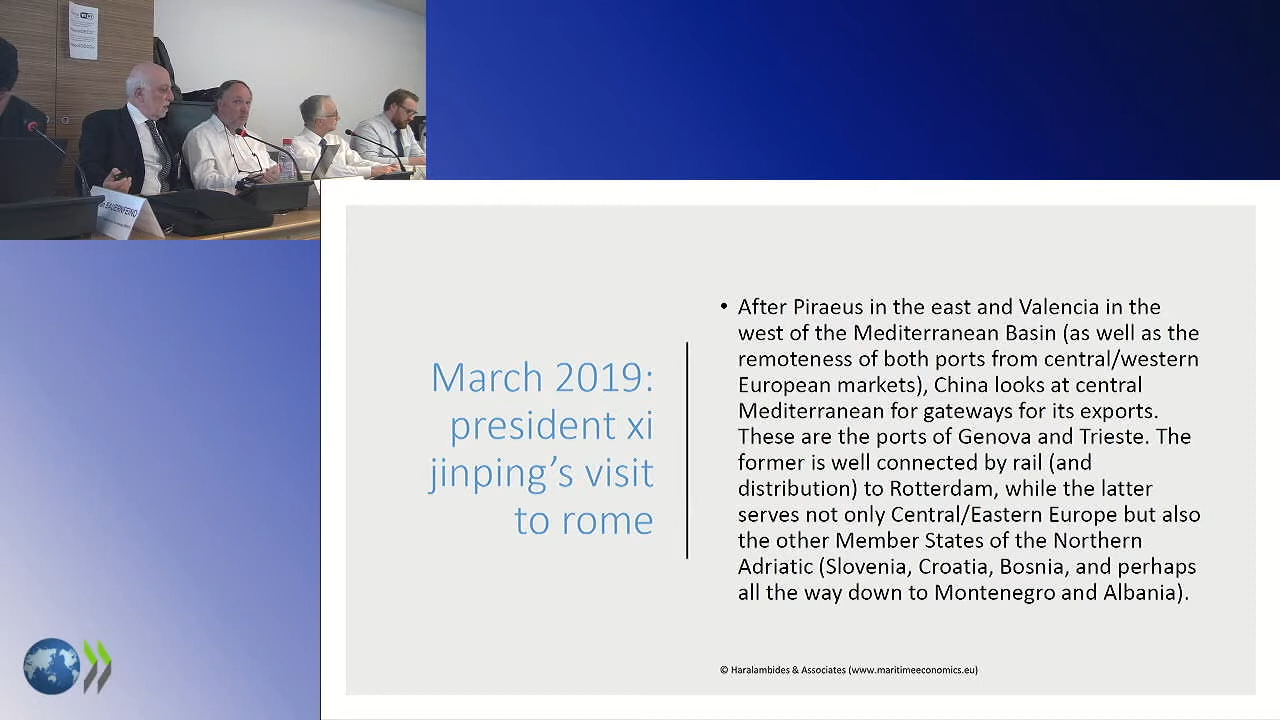 WiFi
BAUERNFEIND
March 2019:
president xi
jinping's visit
to rome
• After Piraeus in the east and Valencia in the
west of the Mediterranean Basin (as well as the
remoteness of both ports from central/western
European markets), China looks at central
Mediterranean for gateways for its exports.
These are the ports of Genova and Trieste. The
former is well connected by rail (and
distribution) to Rotterdam, while the latter
serves not only Central/Eastern Europe but also
the other Member States of the Northern
Adriatic (Slovenia, Croatia, Bosnia, and perhaps
all the way down to Montenegro and Albania).
© Haralambides & Associates (www.maritimeeconomics.eu)